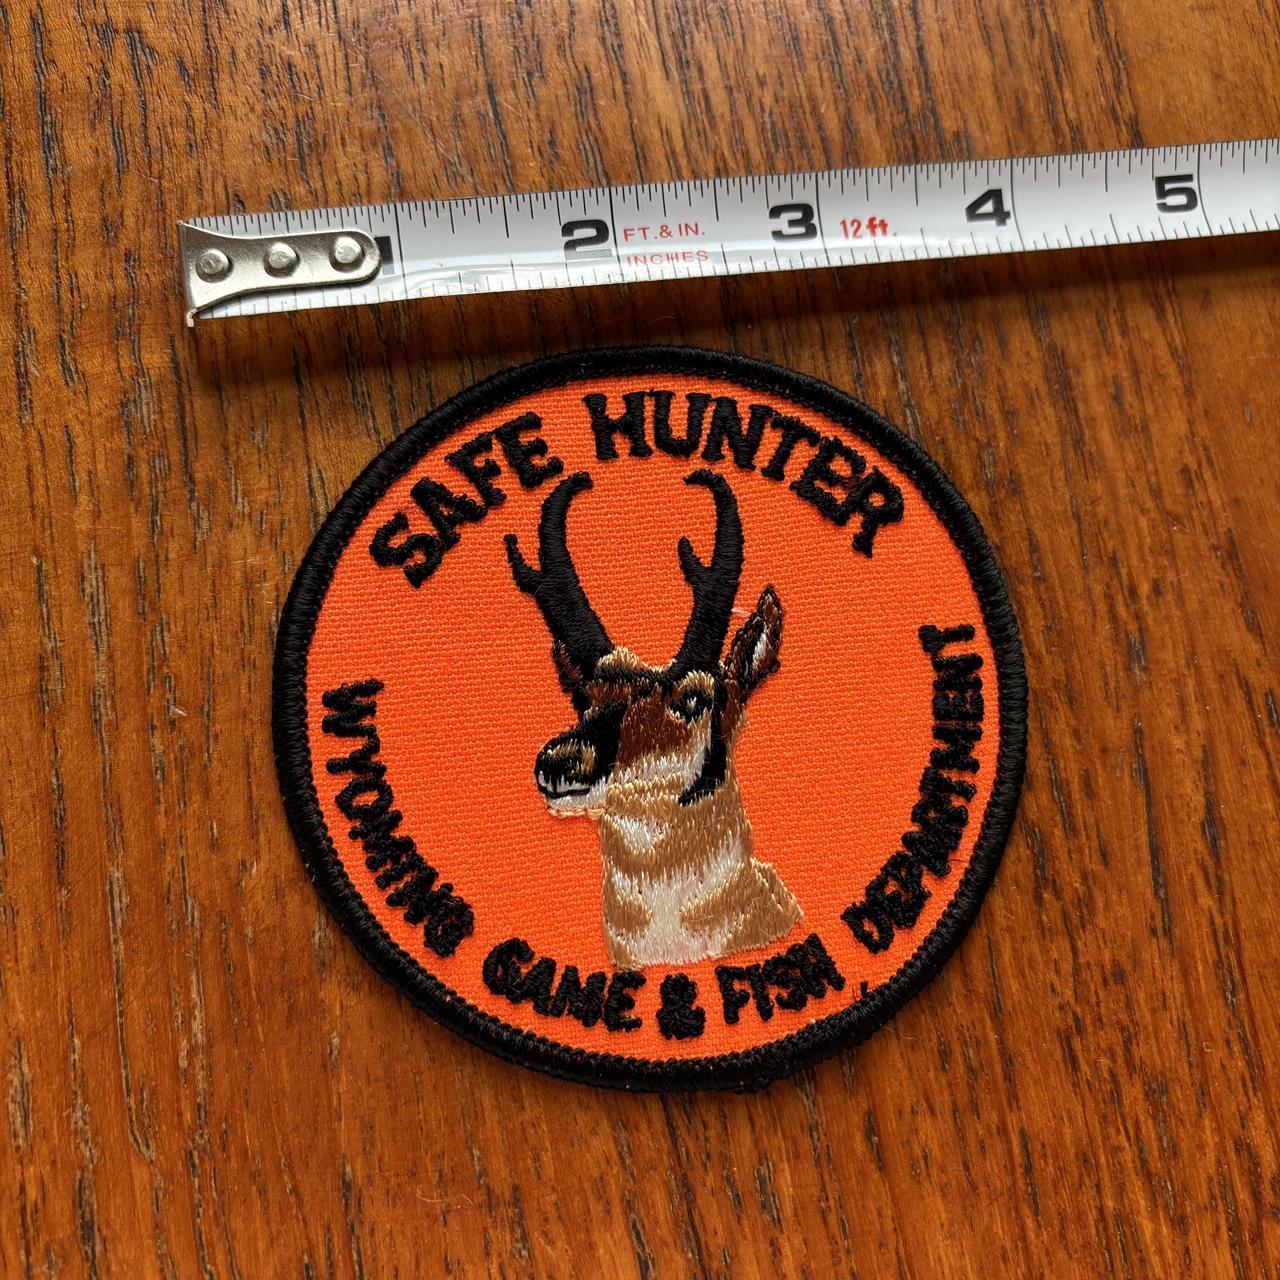 1 2 FT. & IN. 3 12 ft. 4 5
INCHES
SAFE HUNTER
WYOMING GAME & FISH DEPARTMENT